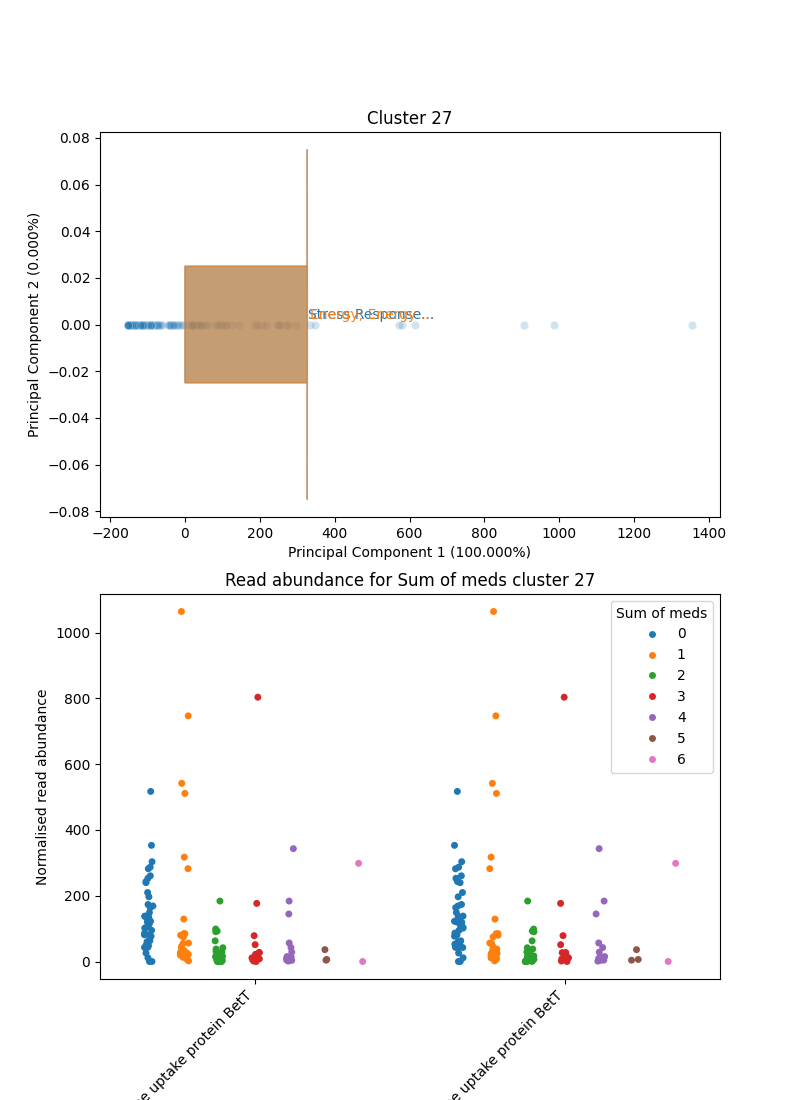 Cluster 27
Principal Component 2 (0.000%)
0.08
0.06
0.04
0.02
0.00
−0.02
−0.04
−0.06
−0.08
Stress Response...
Energy, Energy...
−200 0 200 400 600 800 1000 1200 1400
Principal Component 1 (100.000%)
Read abundance for Sum of meds cluster 27
Normalised read abundance
1000
800
600
400
200
0
Sum of meds
0
1
2
3
4
5
6
uptake protein BetT
uptake protein BetT